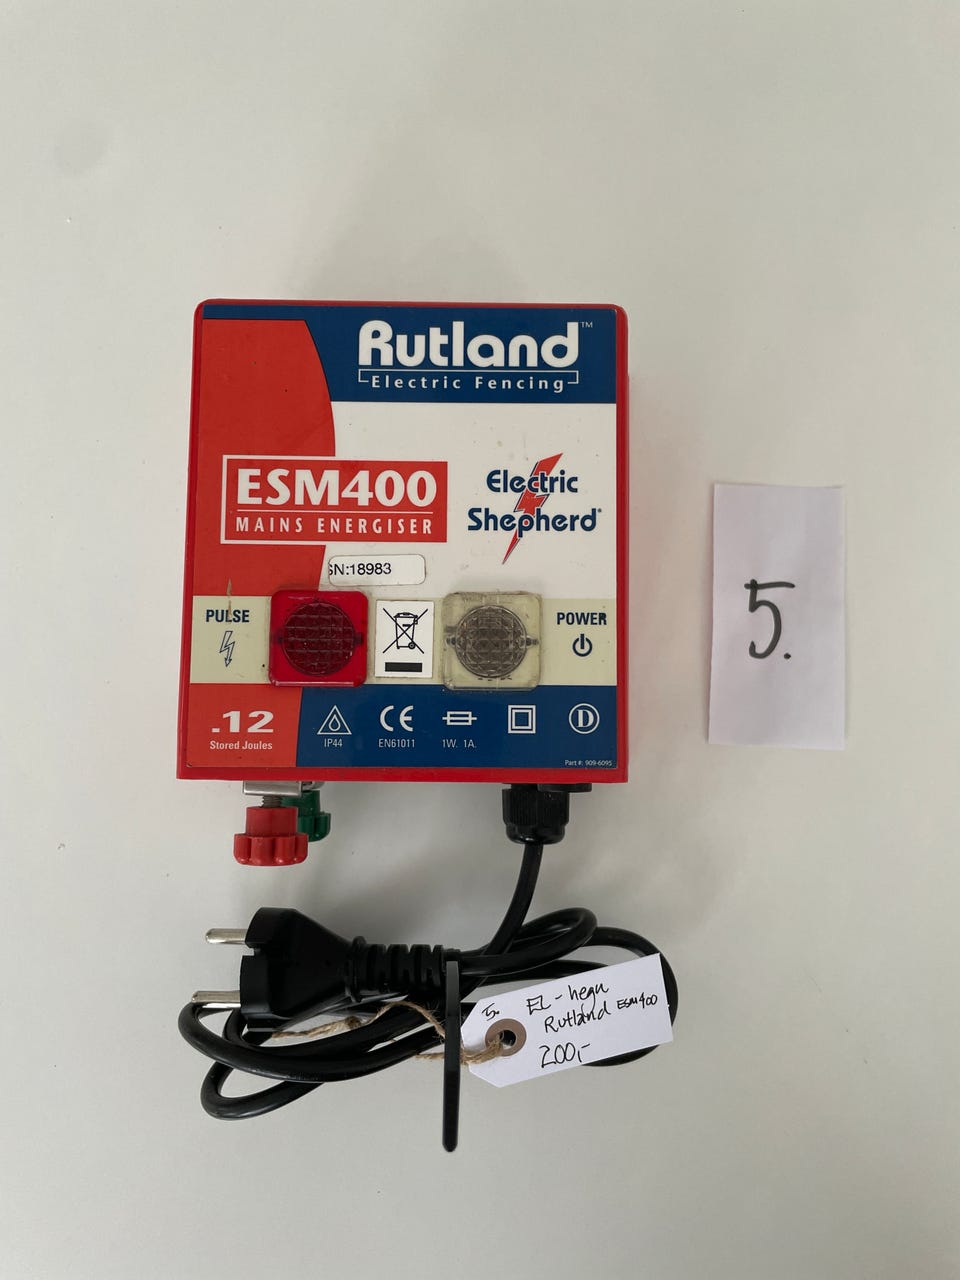 Rutland™
Electric Fencing
ESM400
MAINS ENERGISER
Electric
Shepherd®
SN:18983
PULSE
POWER
.12
Stored Joules
IP44
CE
EN61011
1W. 1A.
D
Part #: 909-6095
5.
5.
EL-hegn
Rutland ESM400
200,-